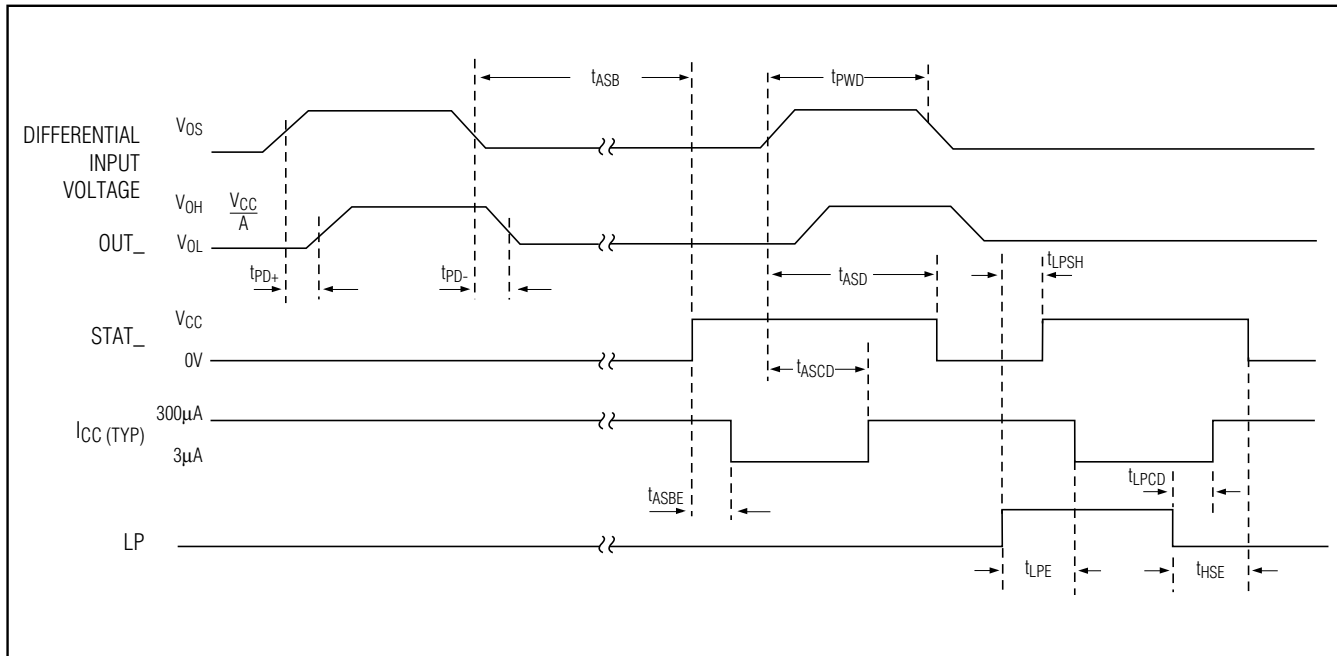 tASB
tPWD
DIFFERENTIAL
INPUT
VOLTAGE
VOS
OUT_
VOH
VCC
A
VOL
tPD+
tPD-
tASD
tLPSH
STAT_
VCC
0V
tASCD
ICC (TYP)
300μA
3μA
tASBE
tLPCD
LP
tLPE
tHSE